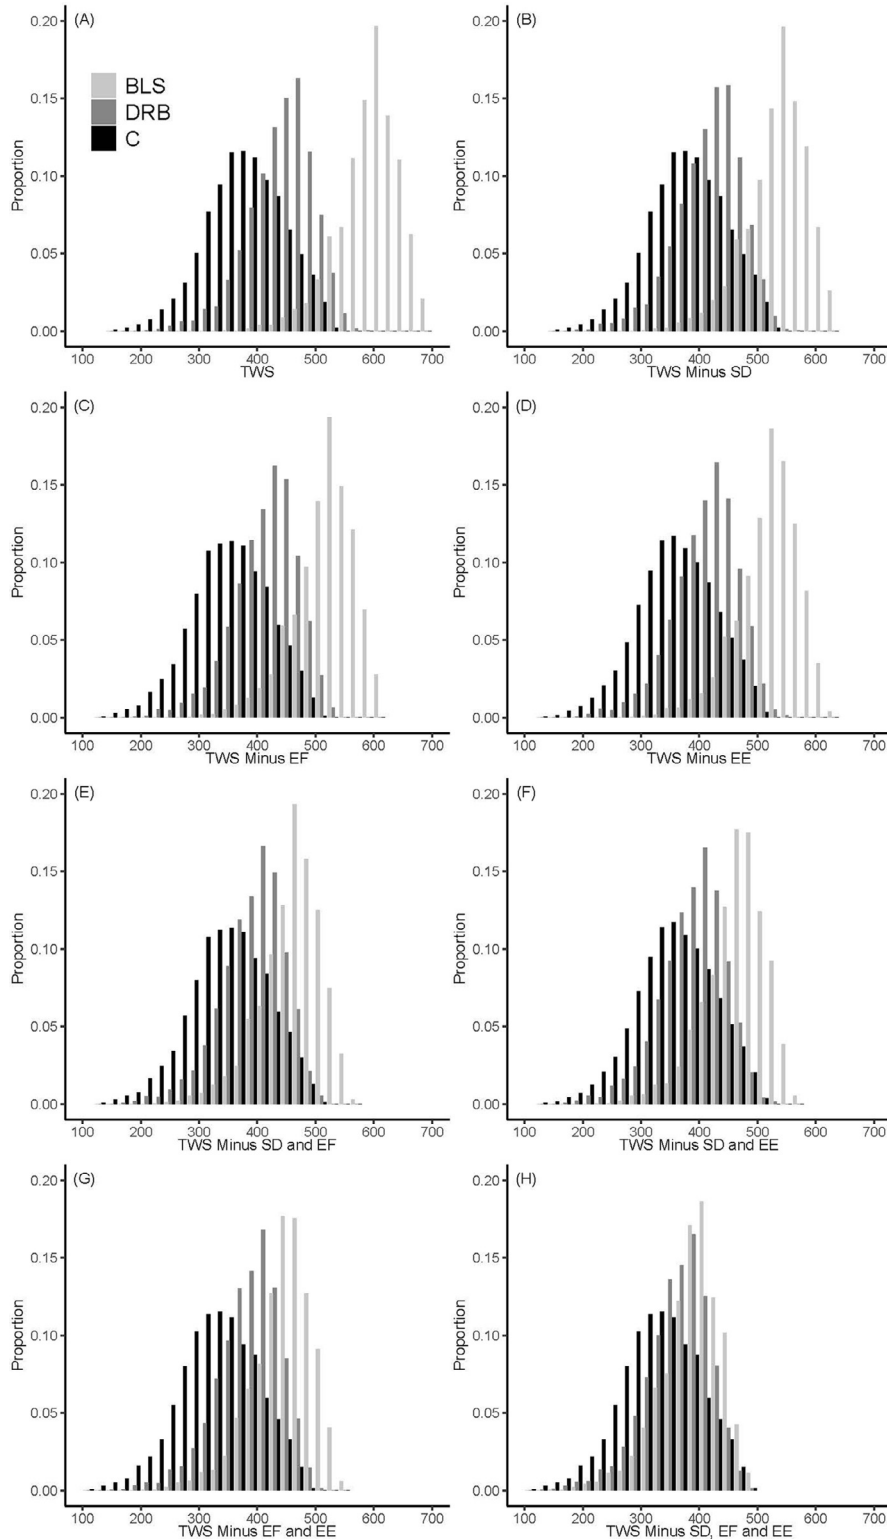 (A)
0.20
0.15
0.10
0.05
0.00
Proportion
BLS
DRB
C
100 200 300 400 500 600 700
TWS
(B)
0.20
0.15
0.10
0.05
0.00
Proportion
100 200 300 400 500 600 700
TWS Minus SD
(C)
0.20
0.15
0.10
0.05
0.00
Proportion
100 200 300 400 500 600 700
TWS Minus EF
(D)
0.20
0.15
0.10
0.05
0.00
Proportion
100 200 300 400 500 600 700
TWS Minus EE
(E)
0.20
0.15
0.10
0.05
0.00
Proportion
100 200 300 400 500 600 700
TWS Minus SD and EF
(F)
0.20
0.15
0.10
0.05
0.00
Proportion
100 200 300 400 500 600 700
TWS Minus SD and EE
(G)
0.20
0.15
0.10
0.05
0.00
Proportion
100 200 300 400 500 600 700
TWS Minus EF and EE
(H)
0.20
0.15
0.10
0.05
0.00
Proportion
100 200 300 400 500 600 700
TWS Minus SD, EF and EE